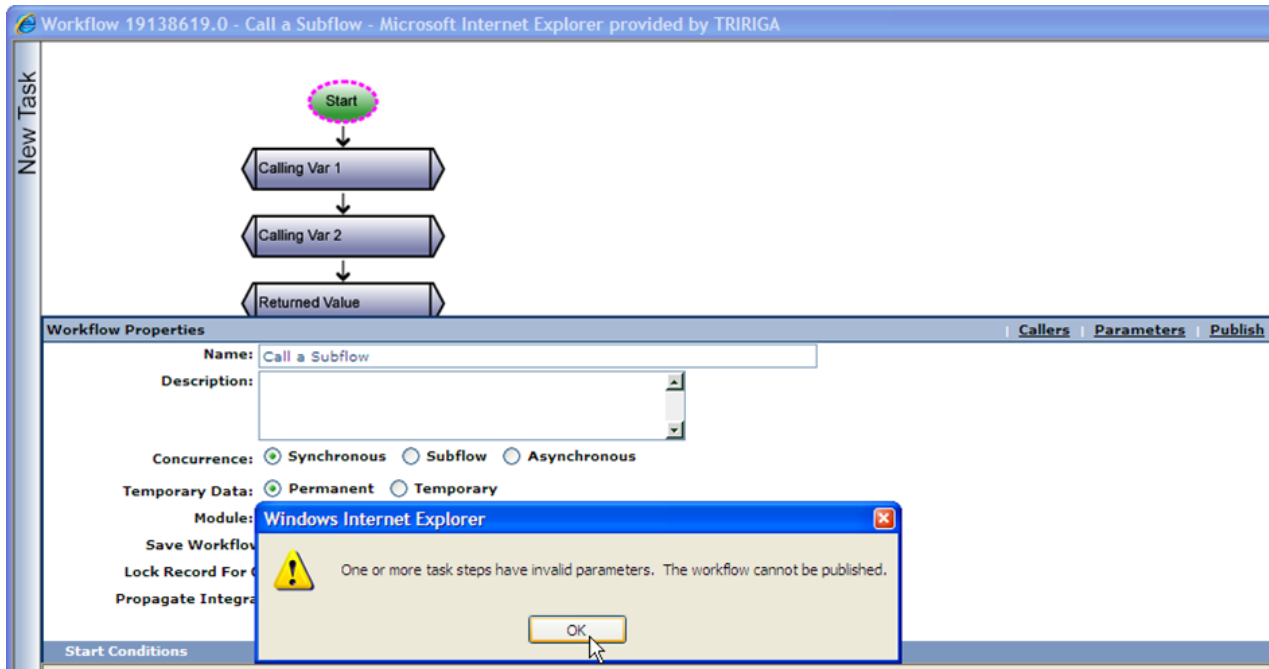 Workflow 19138619.0 - Call a Subflow - Microsoft Internet Explorer provided by TRIRIGA
New Task
Start
Calling Var 1
Calling Var 2
Returned Value
Workflow Properties | Callers | Parameters | Publish
Name: Call a Subflow
Description:
Concurrence: Synchronous Subflow Asynchronous
Temporary Data: Permanent Temporary
Module:
Windows Internet Explorer
Save Workflow
One or more task steps have invalid parameters. The workflow cannot be published.
Lock Record For
Propagate Integra
OK
Start Conditions